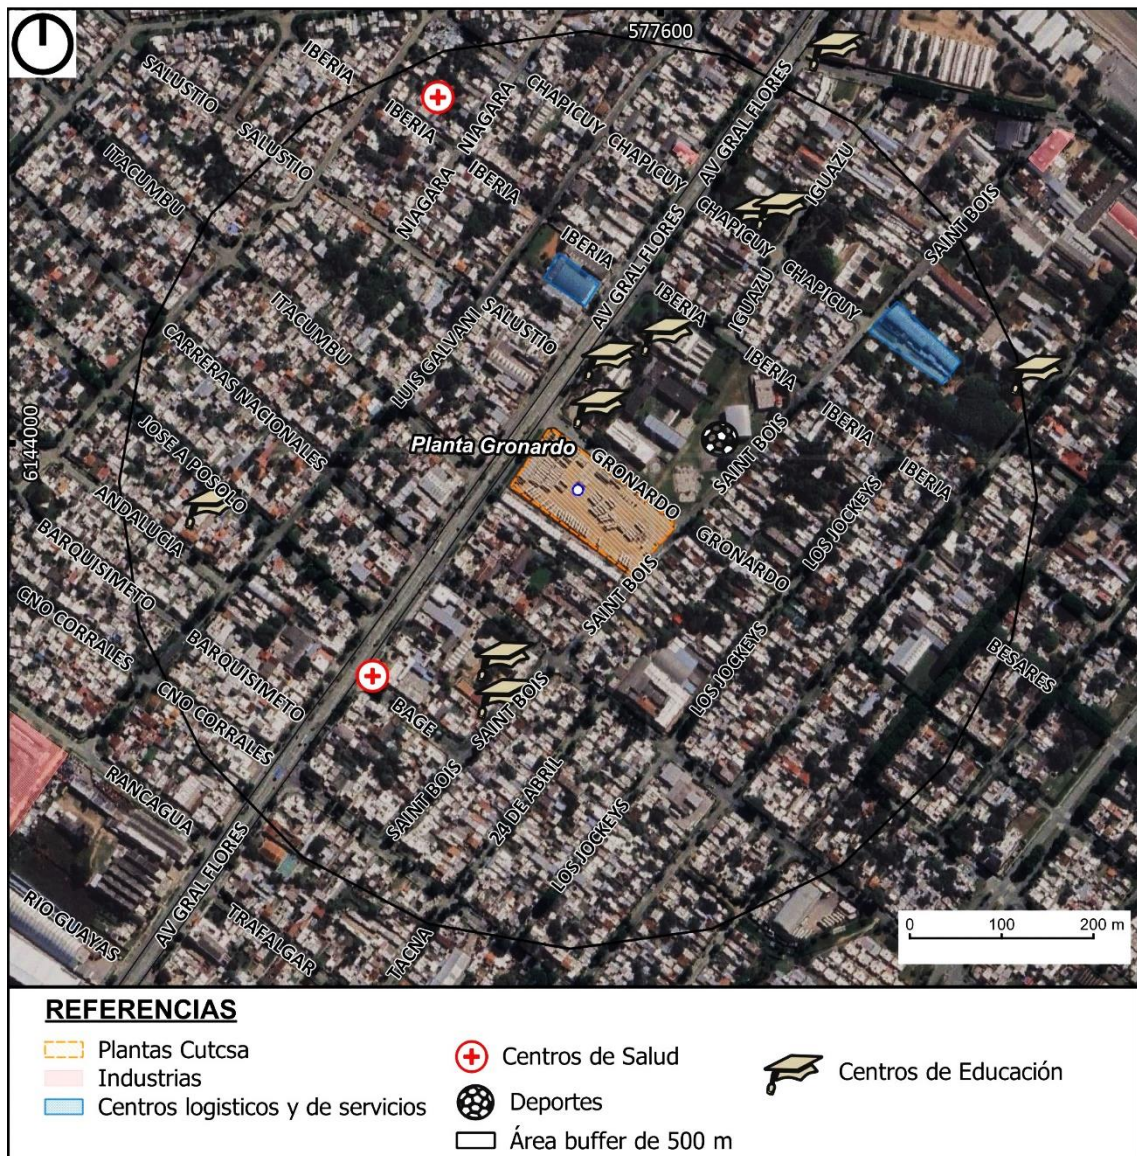 577600
IBERIA
SALUSTIO
SALUSTIO
IBERIA
NIAGARA
CHAPICUY
CHAPICUY
AV GRAL FLORES
IGUAZU
ITACUMBU
NIAGARA
IBERIA
IBERIA
AV GRAL FLORES
CHAPICUY
CHAPICUY
SAINT BOIS
ITACUMBU
LUIS GALVANI
SALUSTIO
IBERIA
IGUAZU
IBERIA
CARRERAS NACIONALES
6144000
JOSE A POSOLO
Planta Gronardo
GRONARDO
SAINT BOIS
IBERIA
IBERIA
ANDALUCIA
BARQUISIMETO
GRONARDO
LOS JOCKEYS
CNO CORRALES
BARQUISIMETO
CNO CORRALES
SAINT BOIS
LOS JOCKEYS
BESARES
BAGE
SAINT BOIS
SAINT BOIS
24 DE ABRIL
LOS JOCKEYS
RANCAGUA
AV GRAL FLORES
RIO GUAYAS
TRAFALGAR
TACNA
0 100 200 m
REFERENCIAS
Plantas Cutcsa
Industrias
Centros logisticos y de servicios
Centros de Salud
Deportes
Área buffer de 500 m
Centros de Educación